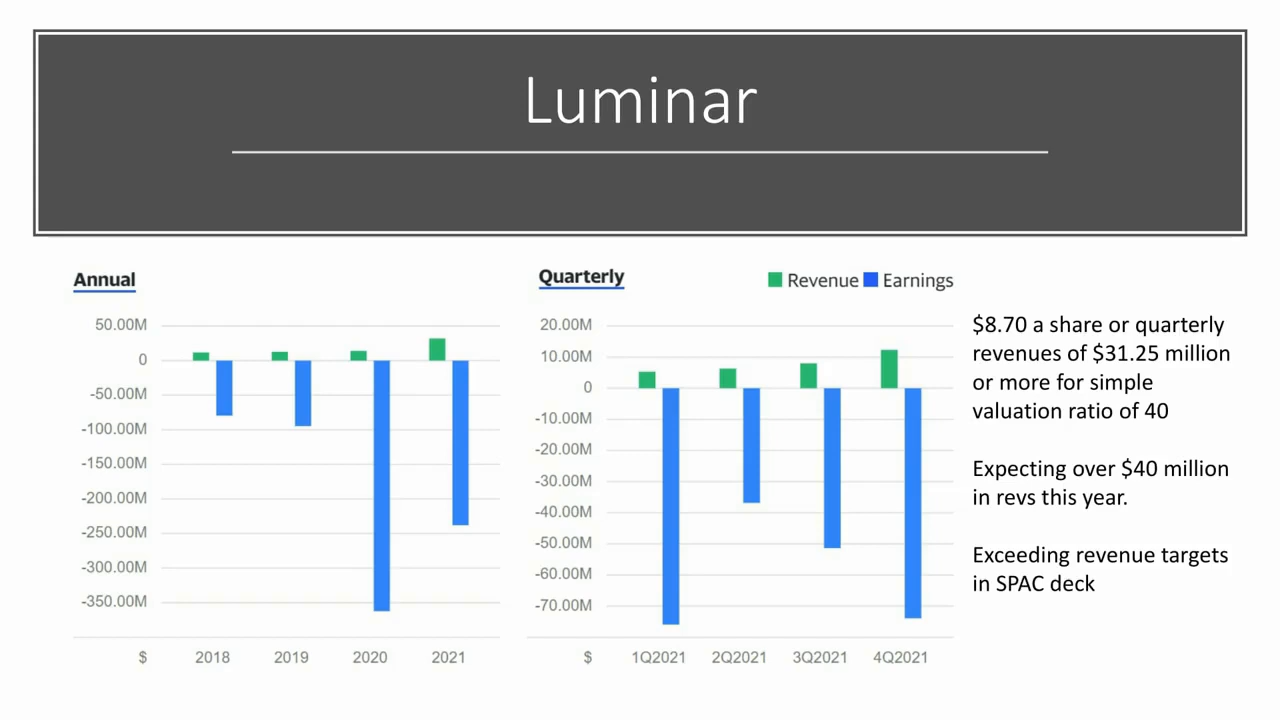 Luminar
Annual
50.00M
0
-50.00M
-100.00M
-150.00M
-200.00M
-250.00M
-300.00M
-350.00M
$ 2018 2019 2020 2021
Quarterly
Revenue Earnings
20.00M
10.00M
0
-10.00M
-20.00M
-30.00M
-40.00M
-50.00M
-60.00M
-70.00M
$ 1Q2021 2Q2021 3Q2021 4Q2021
$8.70 a share or quarterly
revenues of $31.25 million
or more for simple
valuation ratio of 40
Expecting over $40 million
in revs this year.
Exceeding revenue targets
in SPAC deck